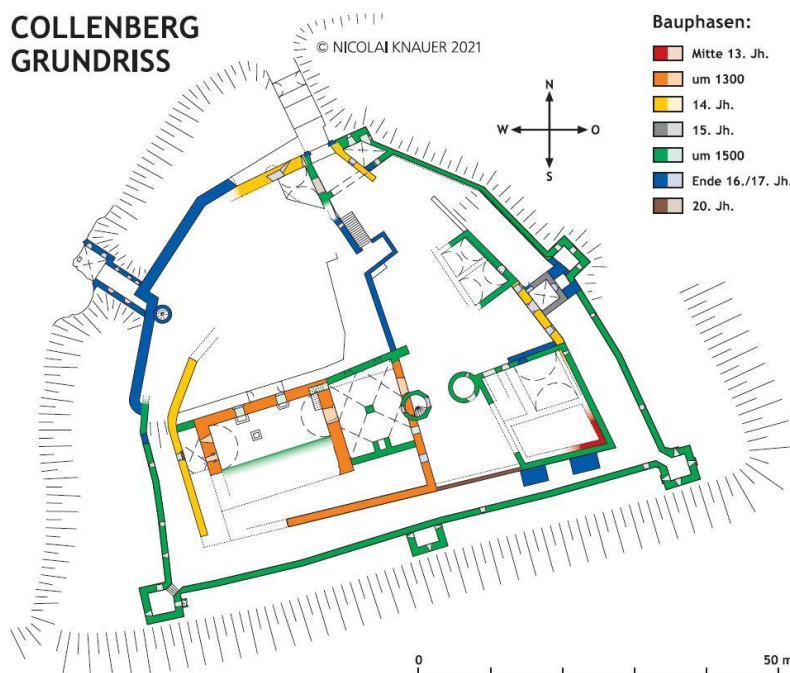 COLLENBERG
GRUNDRISS
© NICOLAI KNAUER 2021
N
W
O
S
Bauphasen:
Mitte 13. Jh.
um 1300
14. Jh.
15. Jh.
um 1500
Ende 16./17. Jh.
20. Jh.
0
50 m